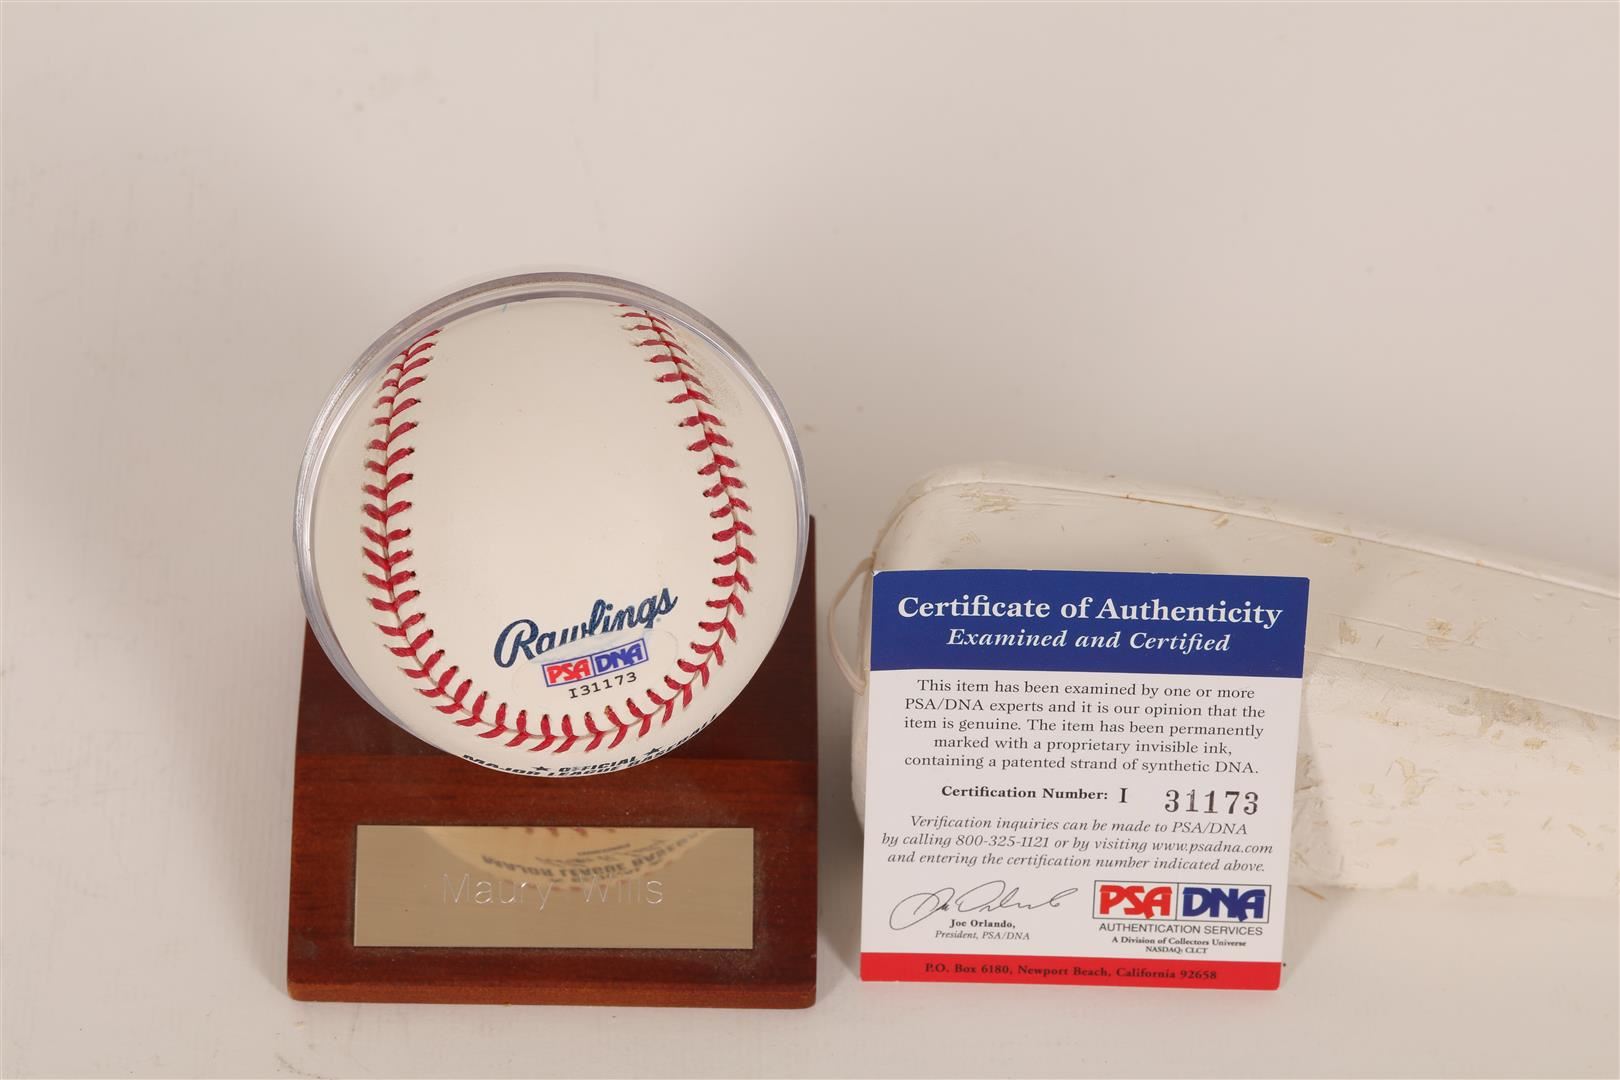 Rawlings
PSA DNA
I31173
OFFICIAL
MAJOR LEAGUE BASEBALL
Maury Wills
Certificate of Authenticity
Examined and Certified
This item has been examined by one or more
PSA/DNA experts and it is our opinion that the
item is genuine. The item has been permanently
marked with a proprietary invisible ink,
containing a patented strand of synthetic DNA.
Certification Number: I 31173
Verification inquiries can be made to PSA/DNA
by calling 800-325-1121 or by visiting www.psadna.com
and entering the certification number indicated above.
Joe Orlando,
President, PSA/DNA
PSA DNA
AUTHENTICATION SERVICES
A Division of Collectors Universe
NASDAQ: CLCT
P.O. Box 6180, Newport Beach, California 92658